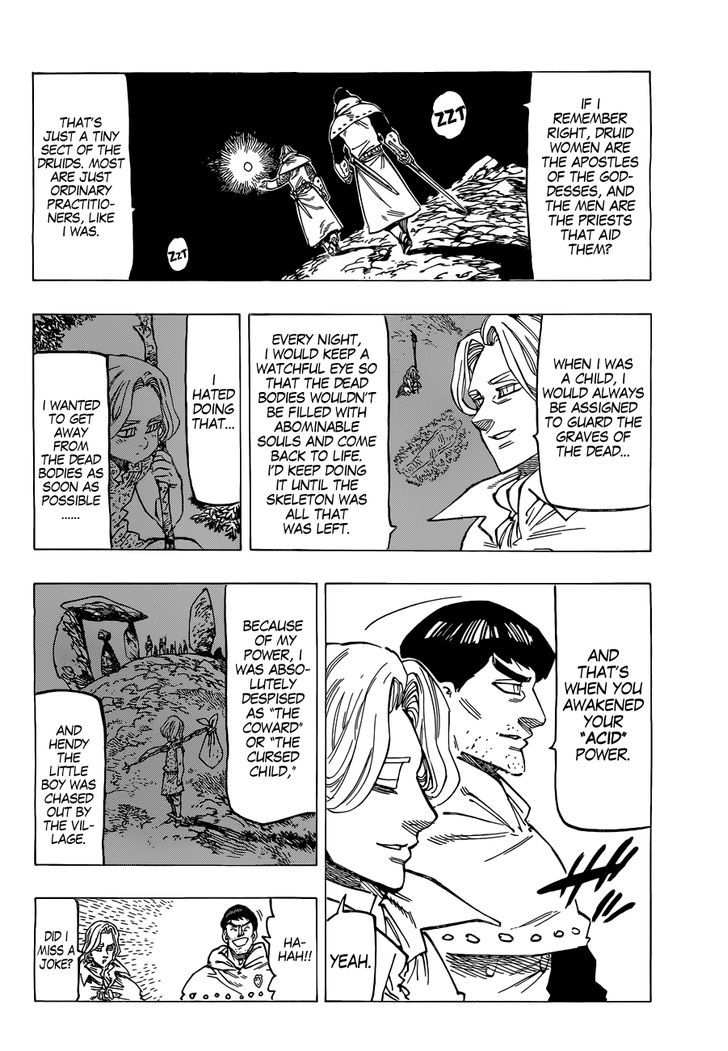 IF I
REMEMBER
RIGHT, DRUID
WOMEN ARE
THE APOSTLES
OF THE GOD-
DESSES, AND
THE MEN ARE
THE PRIESTS
THAT AID
THEM?
ZZT
ZZT
THAT'S
JUST A TINY
SECT OF THE
DRUIDS. MOST
ARE JUST
ORDINARY
PRACTITIO-
NERS, LIKE
I WAS.
WHEN I WAS
A CHILD, I
WOULD ALWAYS
BE ASSIGNED
TO GUARD THE
GRAVES OF
THE DEAD...
EVERY NIGHT,
I WOULD KEEP A
WATCHFUL EYE SO
THAT THE DEAD
BODIES WOULDN'T
BE FILLED WITH
ABOMINABLE
SOULS AND COME
BACK TO LIFE.
I'D KEEP DOING
IT UNTIL THE
SKELETON WAS
ALL THAT
WAS LEFT.
I
HATED
DOING
THAT...
I WANTED
TO GET
AWAY
FROM
THE DEAD
BODIES AS
SOON AS
POSSIBLE
......
AND
THAT'S
WHEN YOU
AWAKENED
YOUR
"ACID"
POWER.
YEAH.
BECAUSE
OF MY
POWER, I
WAS ABSO-
LUTELY
DESPISED
AS "THE
COWARD"
OR "THE
CURSED
CHILD,"
AND
HENDY
THE
LITTLE
BOY WAS
CHASED
OUT BY
THE VIL-
LAGE.
HA-
HAH!!
DID I
MISS A
JOKE?